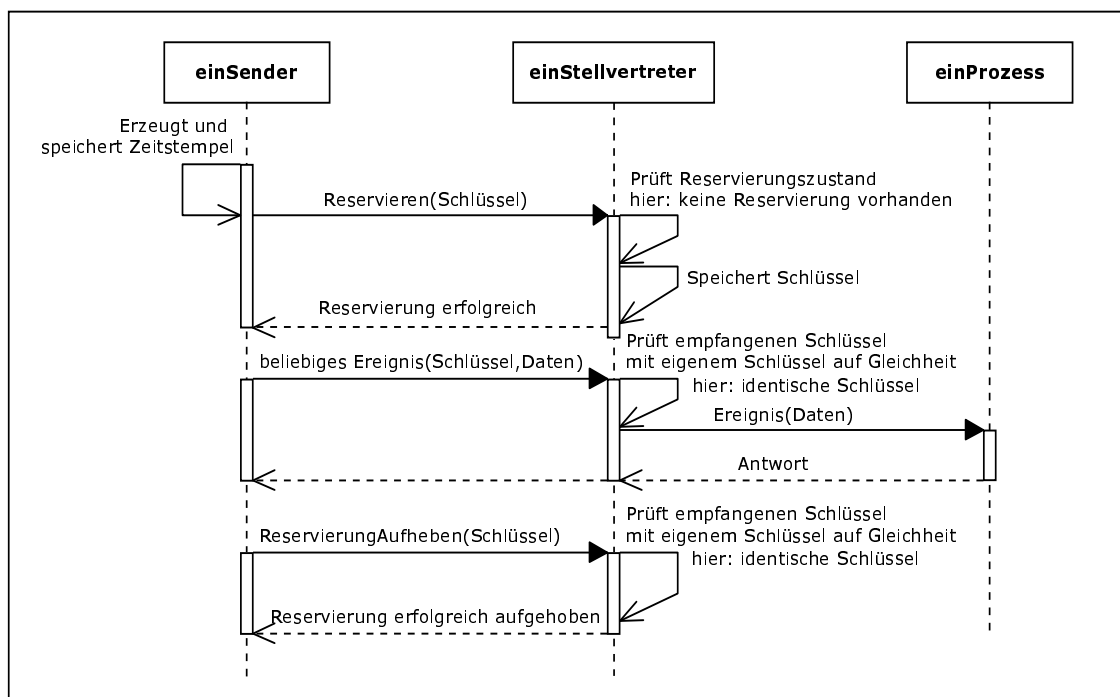 einSender
einStellvertreter
einProzess
Erzeugt und
speichert Zeitstempel
Reservieren(Schlüssel)
Prüft Reservierungszustand
hier: keine Reservierung vorhanden
Speichert Schlüssel
Reservierung erfolgreich
Prüft empfangenen Schlüssel
mit eigenem Schlüssel auf Gleichheit
hier: identische Schlüssel
beliebiges Ereignis(Schlüssel,Daten)
Ereignis(Daten)
Antwort
Prüft empfangenen Schlüssel
mit eigenem Schlüssel auf Gleichheit
hier: identische Schlüssel
ReservierungAufheben(Schlüssel)
Reservierung erfolgreich aufgehoben